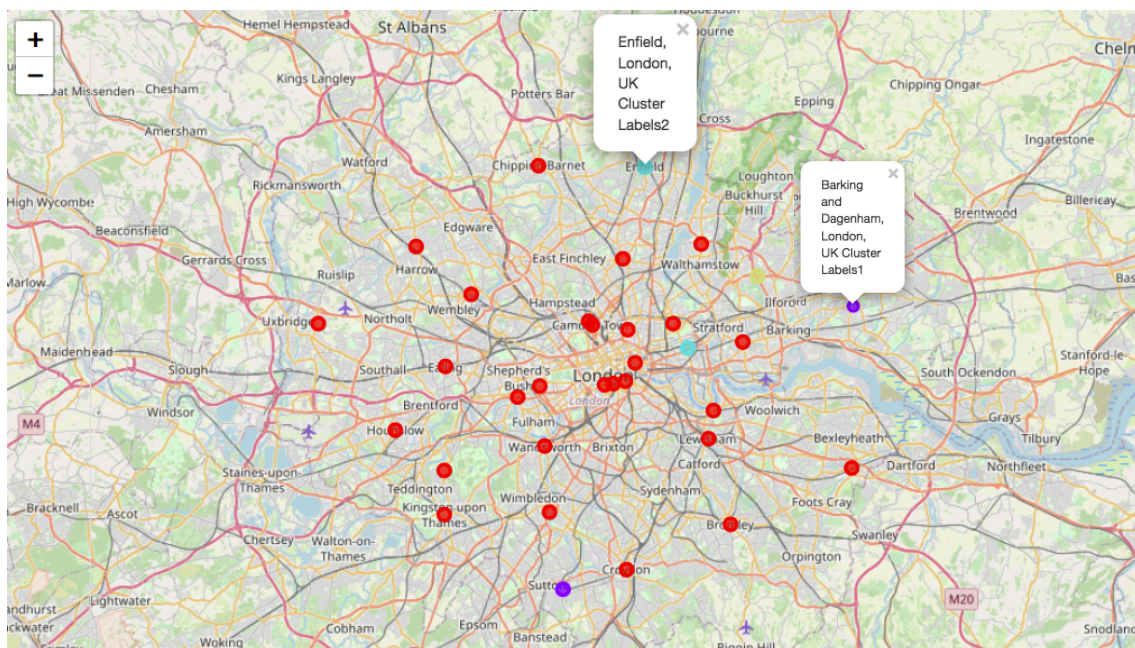 +
−
Hemel Hempstead
St Albans
Chipping Ongar
Great Missenden
Chesham
Kings Langley
Potters Bar
Epping
Enfield,
London,
UK
Cluster
Labels2
×
Cross
Ingatestone
Amersham
Watford
Chipping Barnet
Enfield
Loughton
Barking
and
Dagenham,
London,
UK Cluster
Labels1
×
High Wycombe
Rickmansworth
Buckhurst
Hill
Billericay
Beaconsfield
Edgware
Brentwood
Gerrards Cross
Harrow
East Finchley
Walthamstow
Marlow
Ruislip
Wembley
Hampstead
Ilford
Uxbridge
Northolt
Camden Town
Stratford
Barking
Maidenhead
Slough
Southall
Ealing
Shepherd's
Bush
London
South Ockendon
Stanford-le-
Hope
Windsor
Brentford
Fulham
London
Woolwich
Grays
M4
Hounslow
Wandsworth
Brixton
Lewisham
Bexleyheath
Tilbury
Staines-upon-
Thames
Catford
Dartford
Northfleet
Teddington
Sydenham
Bracknell
Ascot
Kingston upon
Thames
Wimbledon
Foots Cray
Chertsey
Walton-on-
Thames
Bromley
Swanley
Orpington
Sutton
Croydon
Lightwater
M20
Cobham
Epsom
Banstead
Woking
Biggin Hill
Snodland